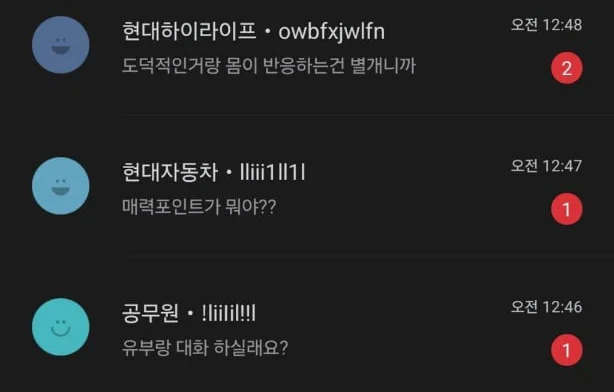 현대하이라이프 • owbfxjwlfn
오전 12:48
도덕적인거랑 몸이 반응하는건 별개니까
2
현대자동차 • lliii1ll1l
오전 12:47
매력포인트가 뭐야??
1
공무원 • !liiIil!!l
오전 12:46
유부랑 대화 하실래요?
1